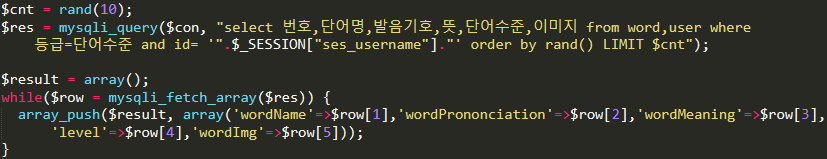 $cnt = rand(10);
$res = mysqli_query($con, "select 번호,단어명,발음기호,뜻,단어수준,이미지 from word,user where
등급=단어수준 and id= '".$_SESSION["ses_username"]."' order by rand() LIMIT $cnt");
$result = array();
while($row = mysqli_fetch_array($res)) {
array_push($result, array('wordName'=>$row[1],'wordPrononciation'=>$row[2],'wordMeaning'=>$row[3],
'level'=>$row[4],'wordImg'=>$row[5]));
}